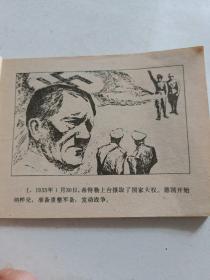 1. 1933年1月30日,希特勒上台攫取了国家大权。德国开始
纳粹化,准备重整军备,发动战争。